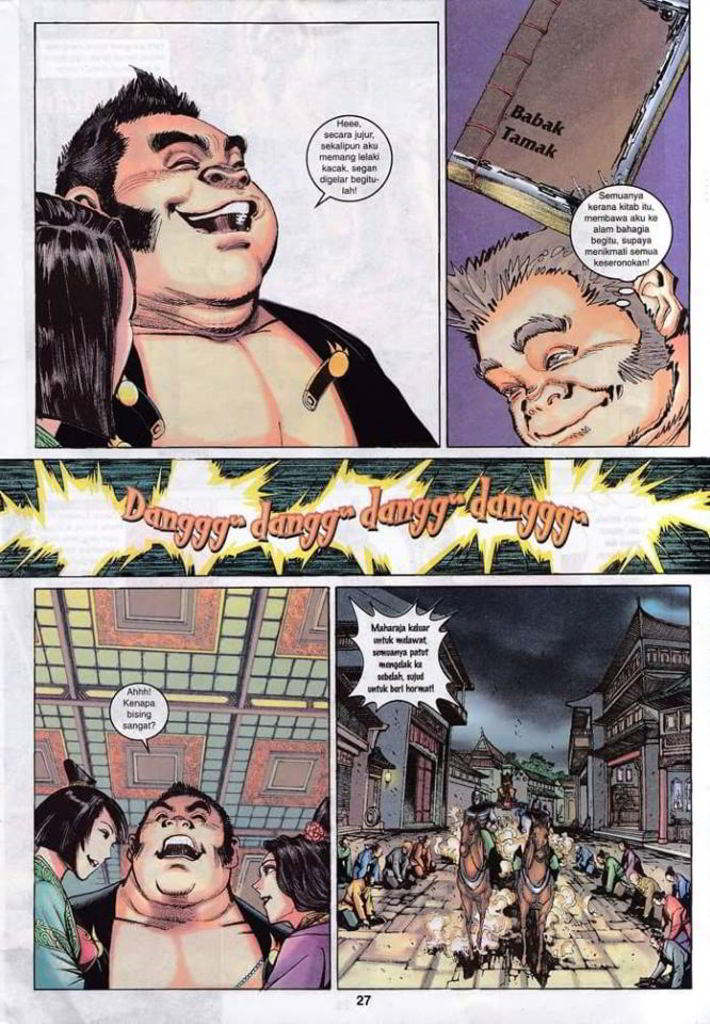 Heee,
secara jujur,
sekalipun aku
memang lelaki
kacak, segan
digelar begitu-
lah!
Babak
Tamak
Semuanya
kerana kitab itu,
membawa aku ke
alam bahagia
begitu, supaya
menikmati semua
keseronokan!
Danggg" dangg" dangg" danggg"
Ahhh!
Kenapa
bising
sangat?
Maharaja keluar
untuk melawat,
semuanya patut
mengelak ke
sebelah, sujud
untuk beri hormat!
27